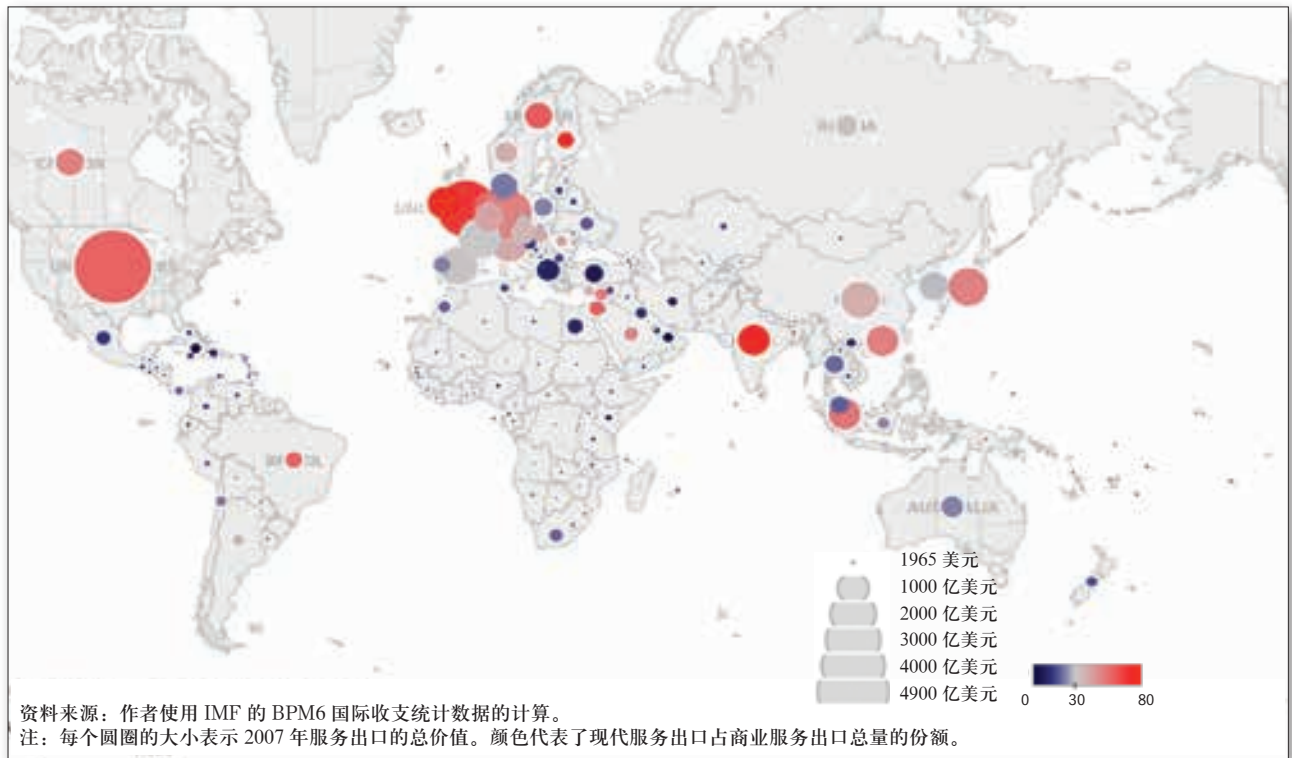 1965 美元
1000 亿美元
2000 亿美元
3000 亿美元
4000 亿美元
4900 亿美元
0 30 80
资料来源：作者使用 IMF 的 BPM6 国际收支统计数据的计算。
注：每个圆圈的大小表示 2007 年服务出口的总价值。颜色代表了现代服务出口占商业服务出口总量的份额。